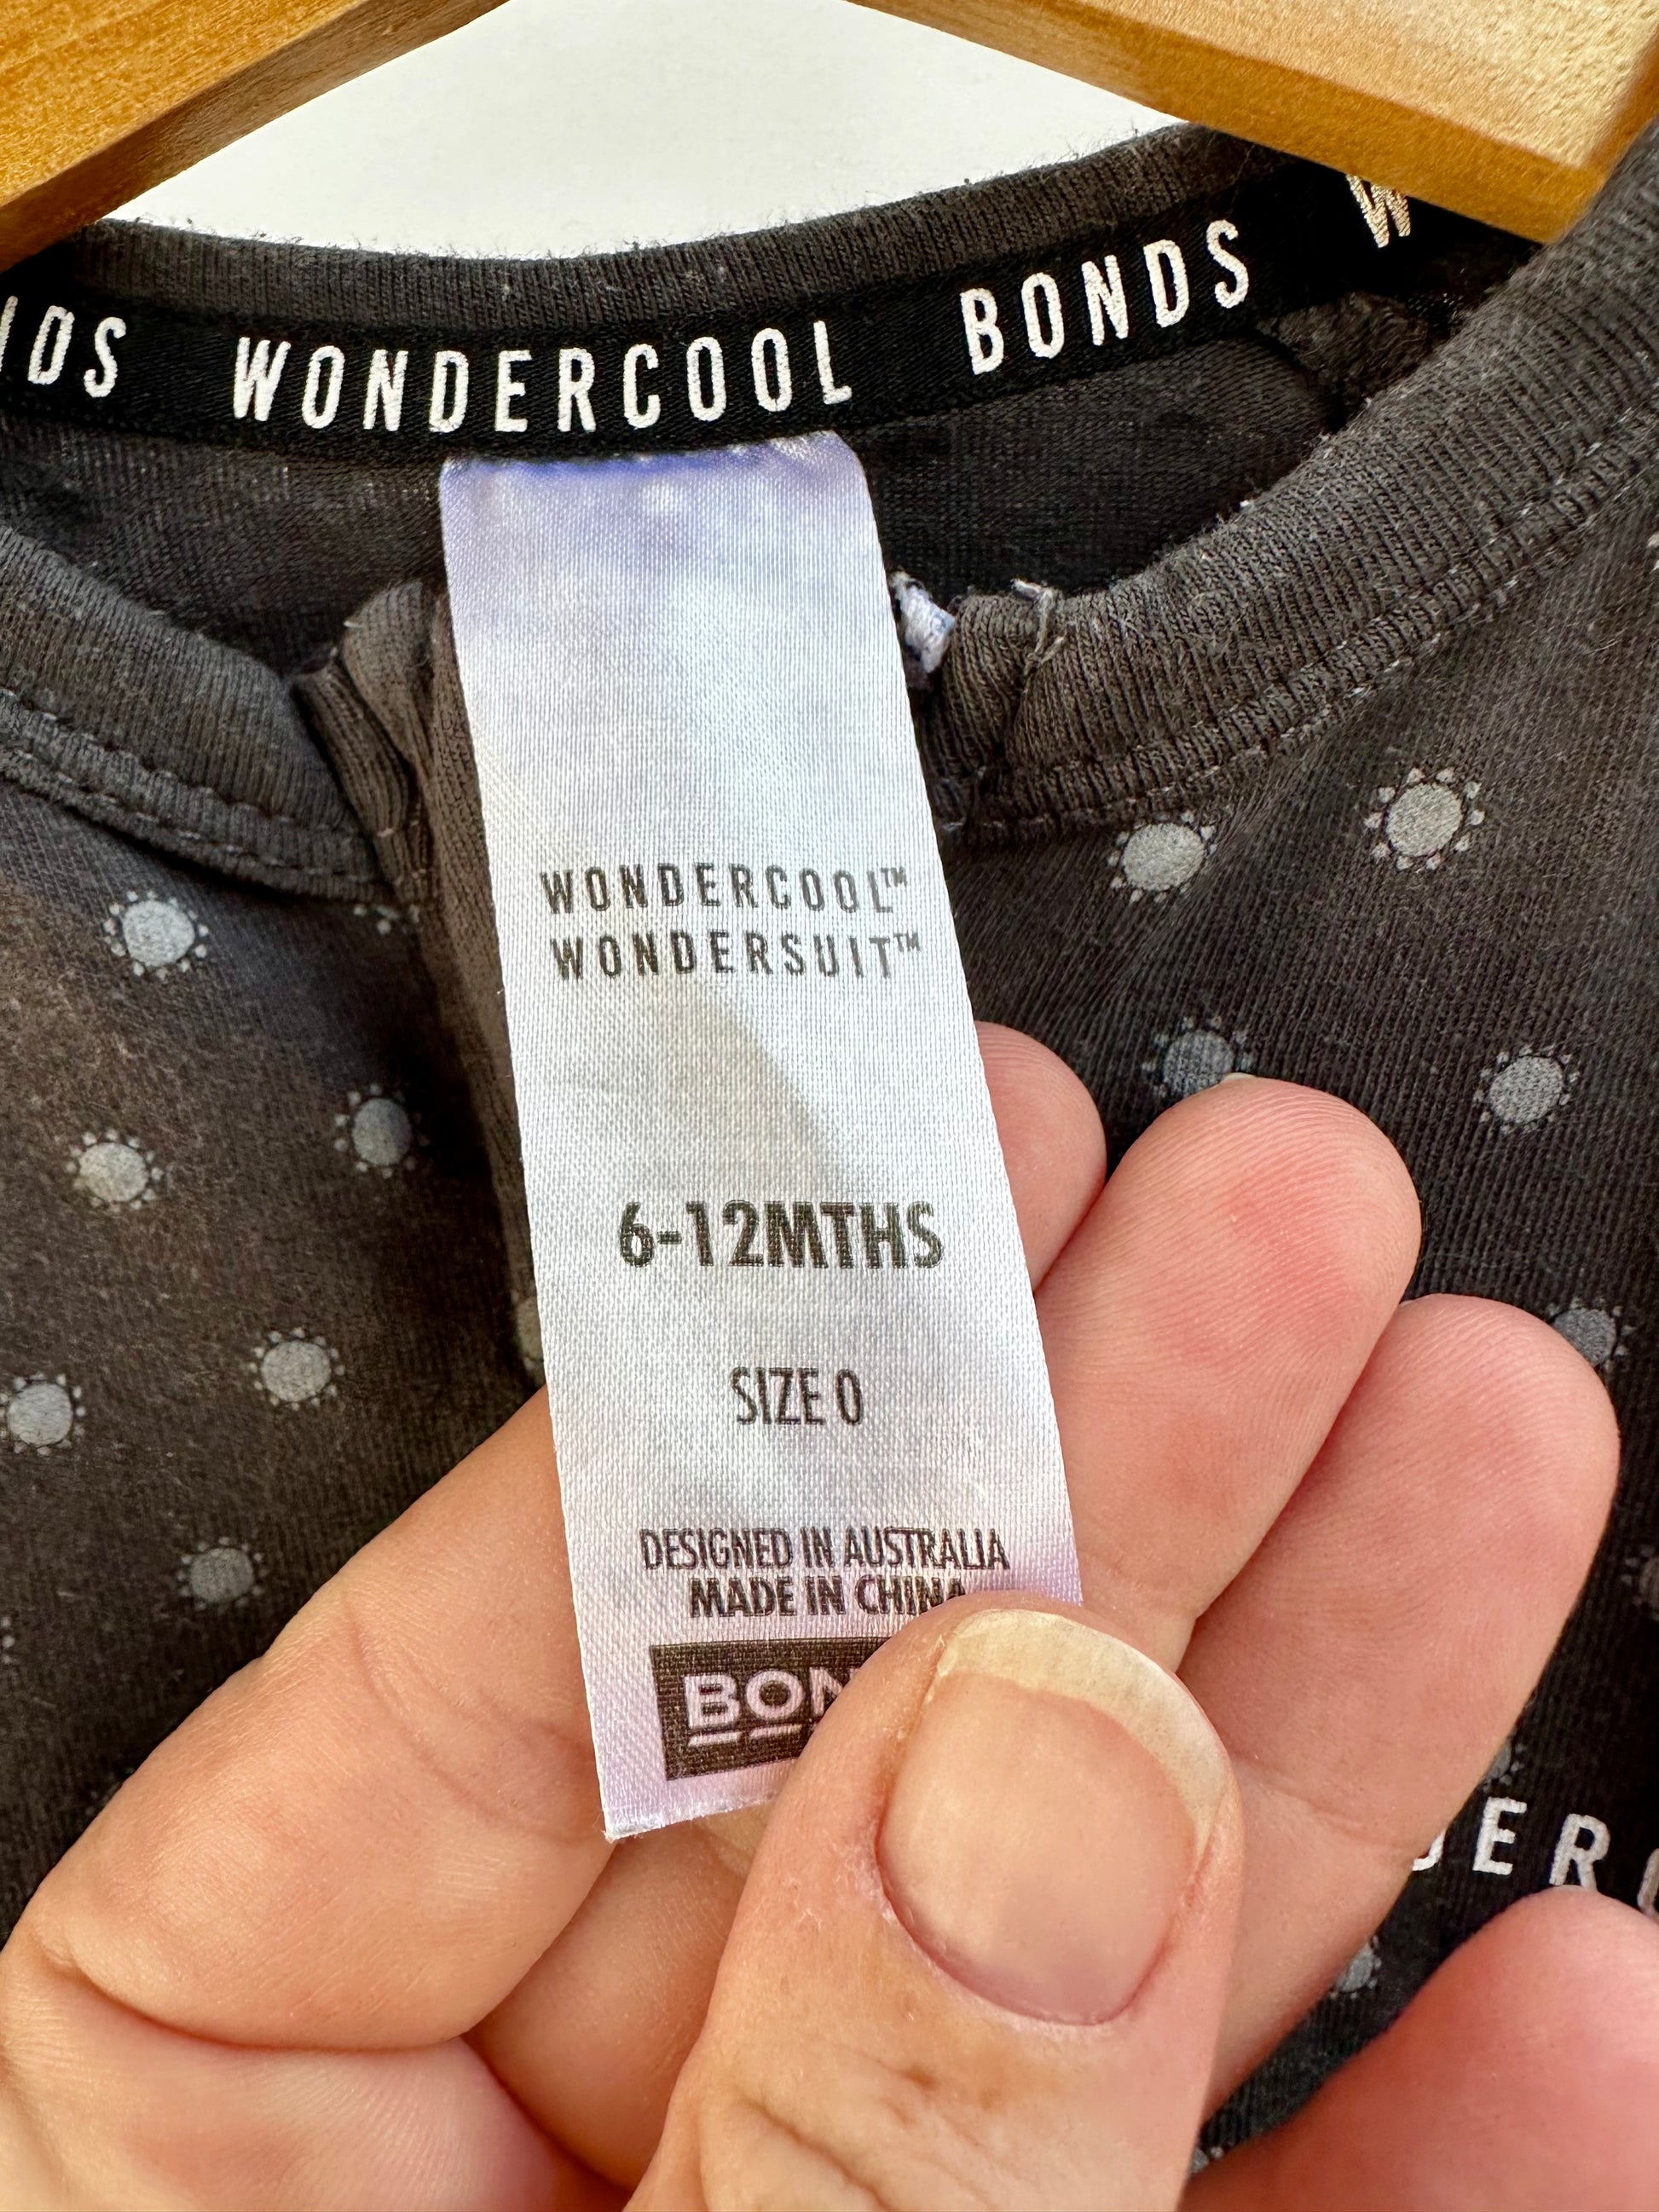 WONDERCOOL BONDS
WONDERCOOL™
WONDERSUIT™
6-12MTHS
SIZE 0
DESIGNED IN AUSTRALIA
MADE IN CHINA